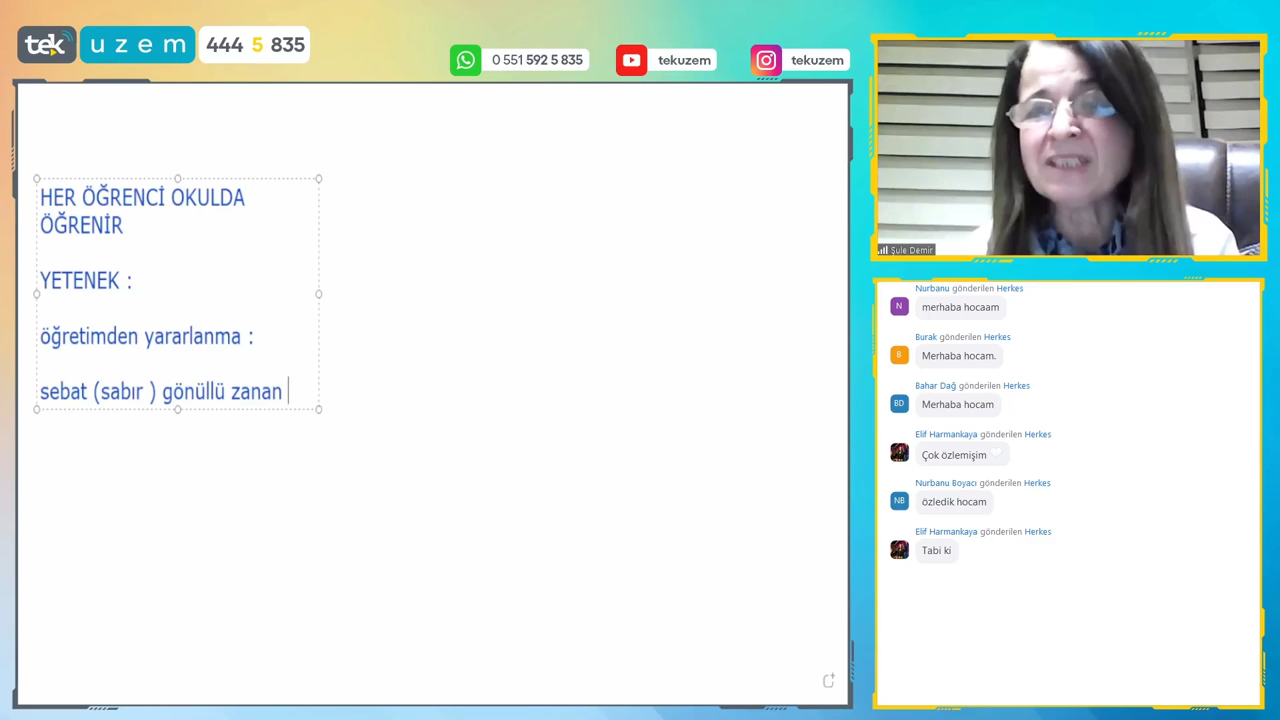 tek
uzem
444 5 835
0 551 592 5 835
tekuzem
tekuzem
HER ÖĞRENCİ OKULDA
ÖĞRENİR
YETENEK :
öğretimden yararlanma :
sebat (sabır ) gönüllü zanan
Şule Demir
Nurbanu gönderilen Herkes
N
merhaba hocaam
Burak gönderilen Herkes
B
Merhaba hocam.
Bahar Dağ gönderilen Herkes
BD
Merhaba hocam
Elif Harmankaya gönderilen Herkes
Çok özlemişim
Nurbanu Boyacı gönderilen Herkes
NB
özledik hocam
Elif Harmankaya gönderilen Herkes
Tabi ki